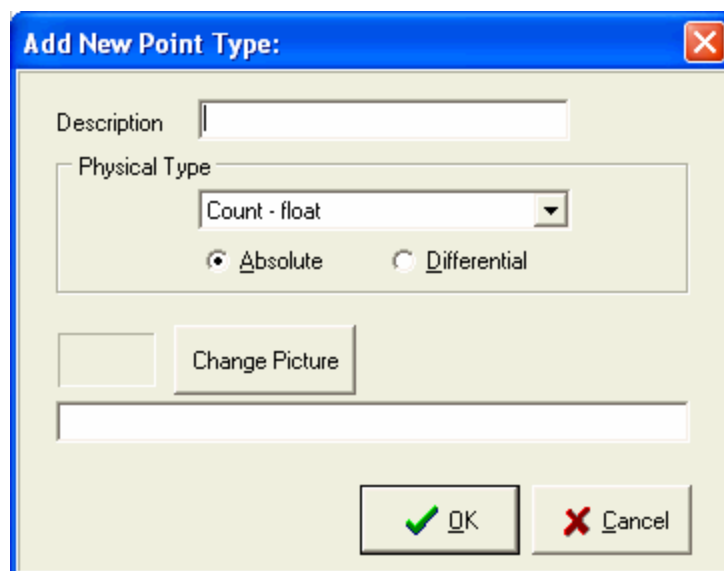 Add New Point Type:
Description
Physical Type
Count - float
Absolute Differential
Change Picture
OK Cancel